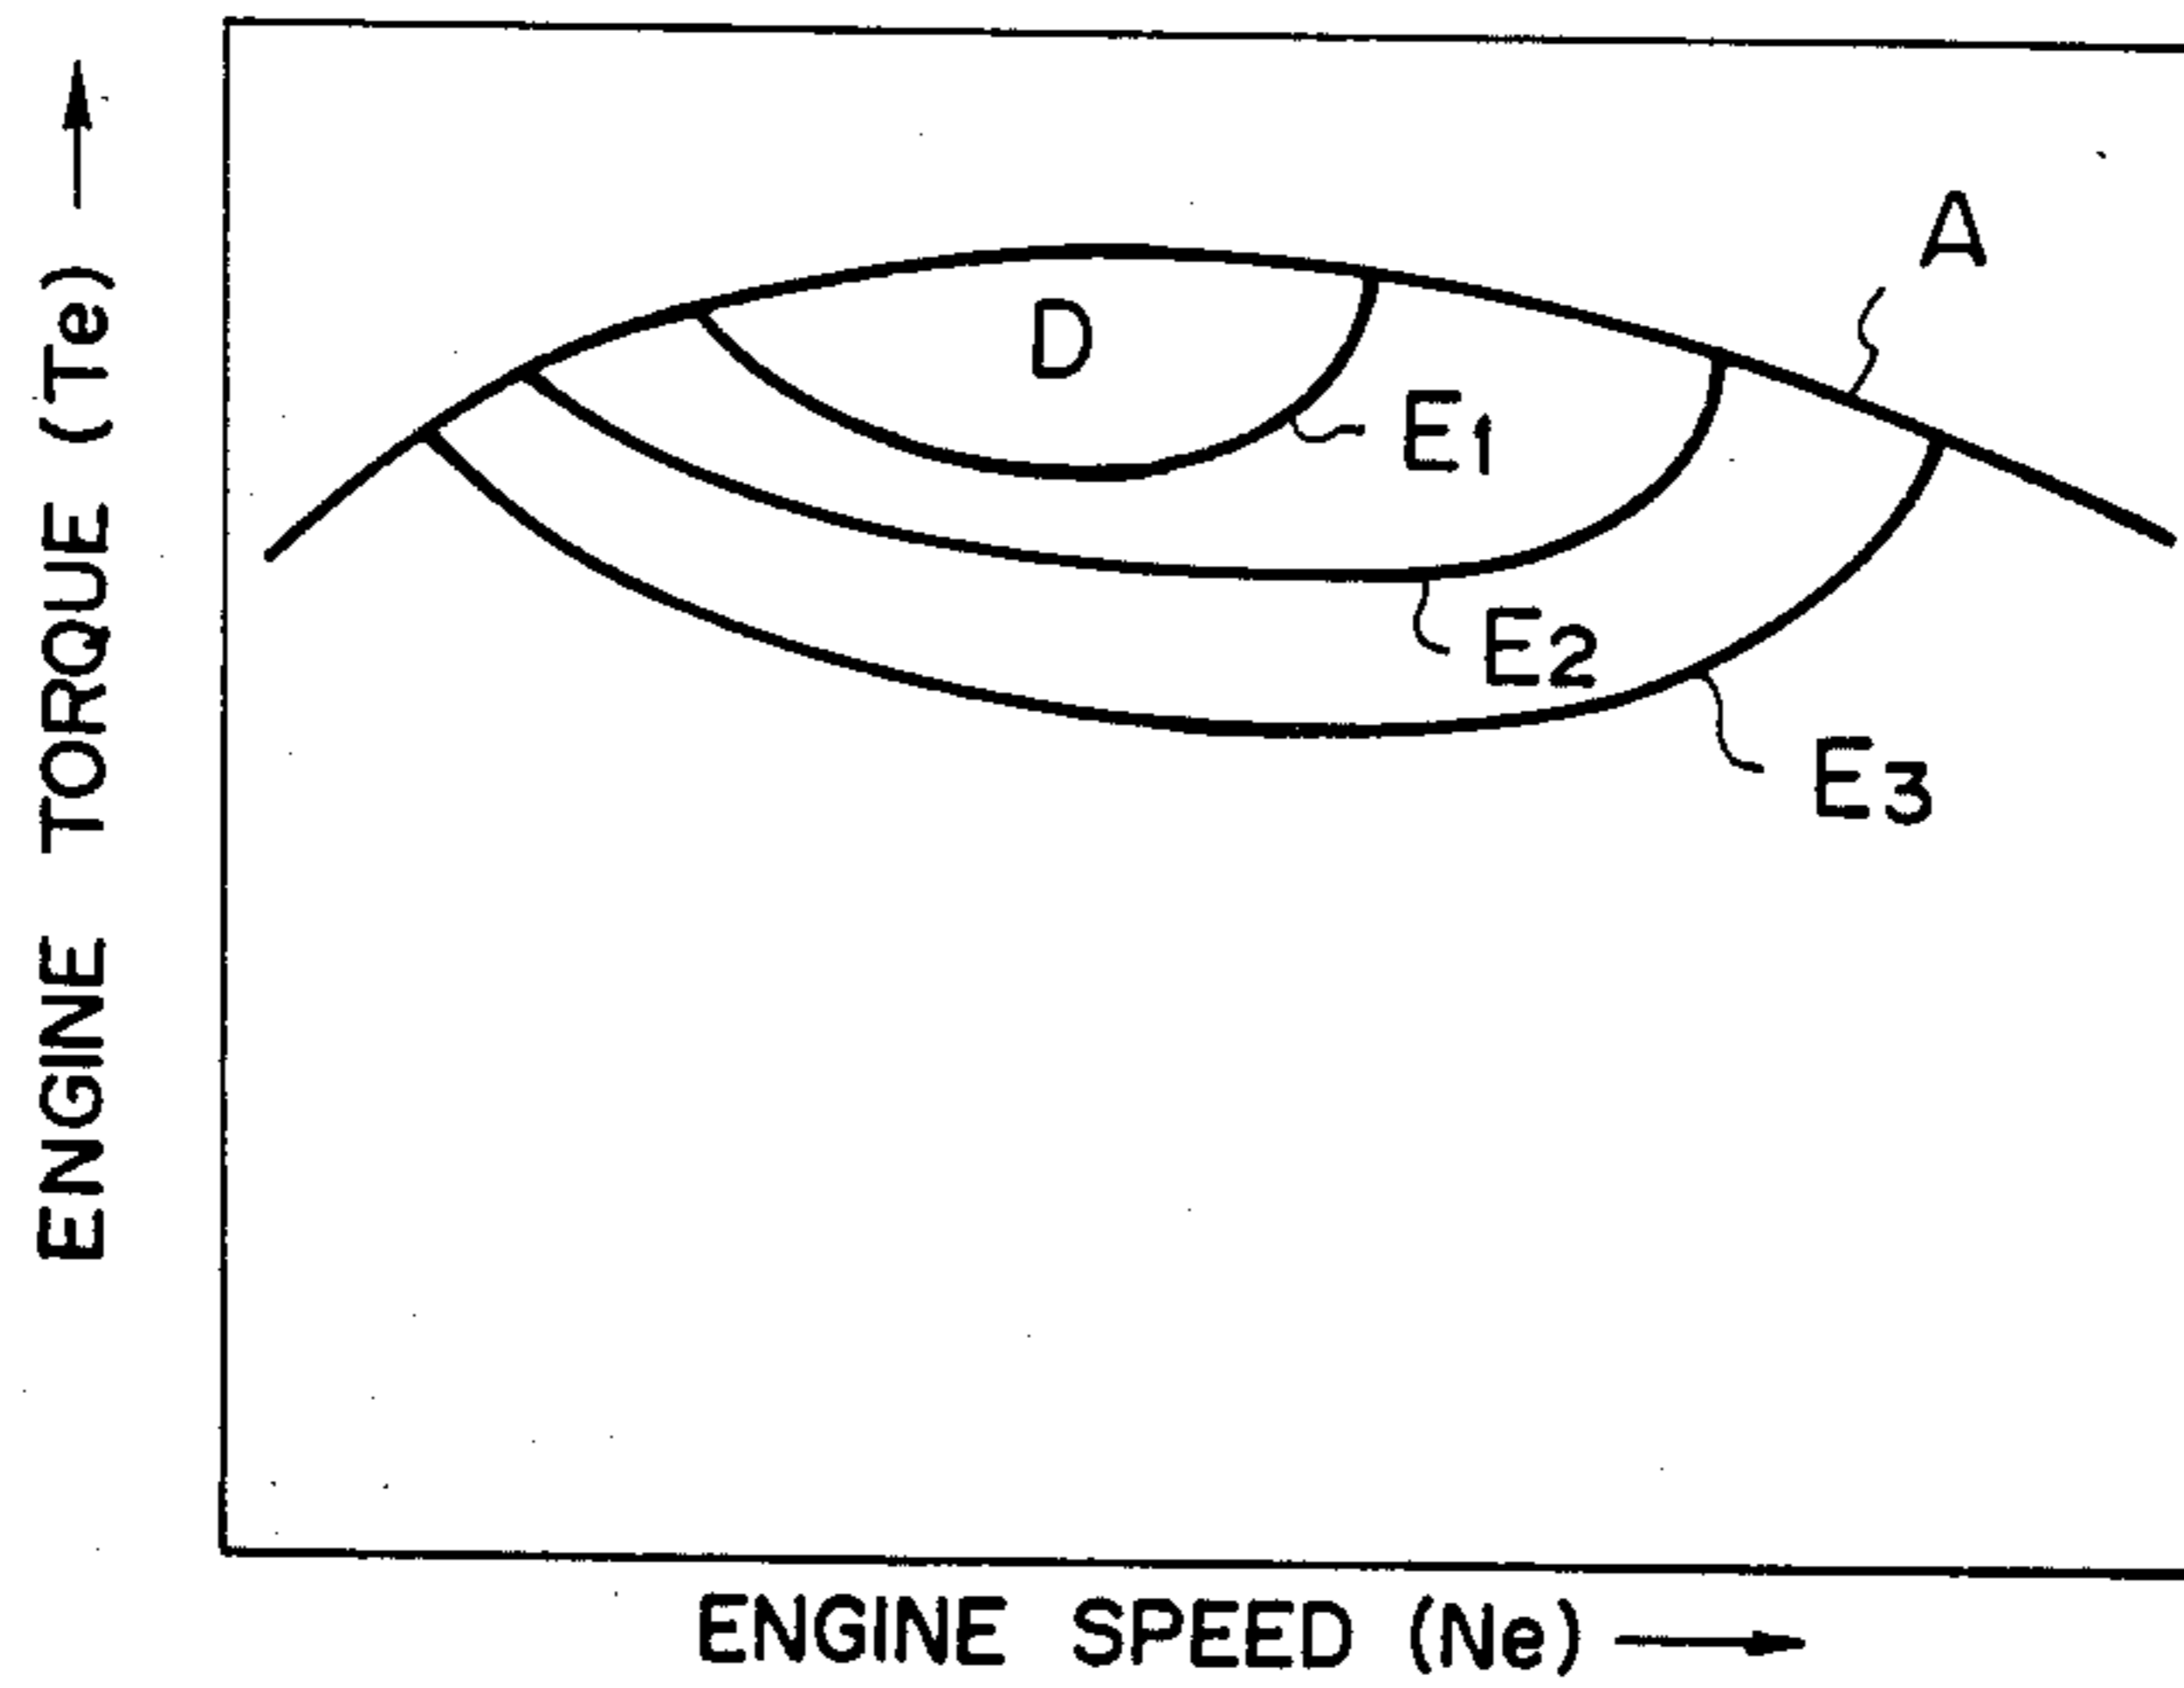 ENGINE TORQUE (Te)
A
D
E1
E2
E3
ENGINE SPEED (Ne)